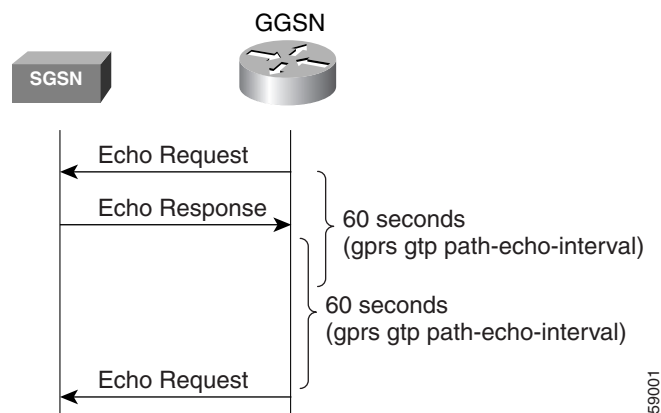 GGSN
SGSN
Echo Request
Echo Response
60 seconds
(gprs gtp path-echo-interval)
60 seconds
(gprs gtp path-echo-interval)
Echo Request
59001